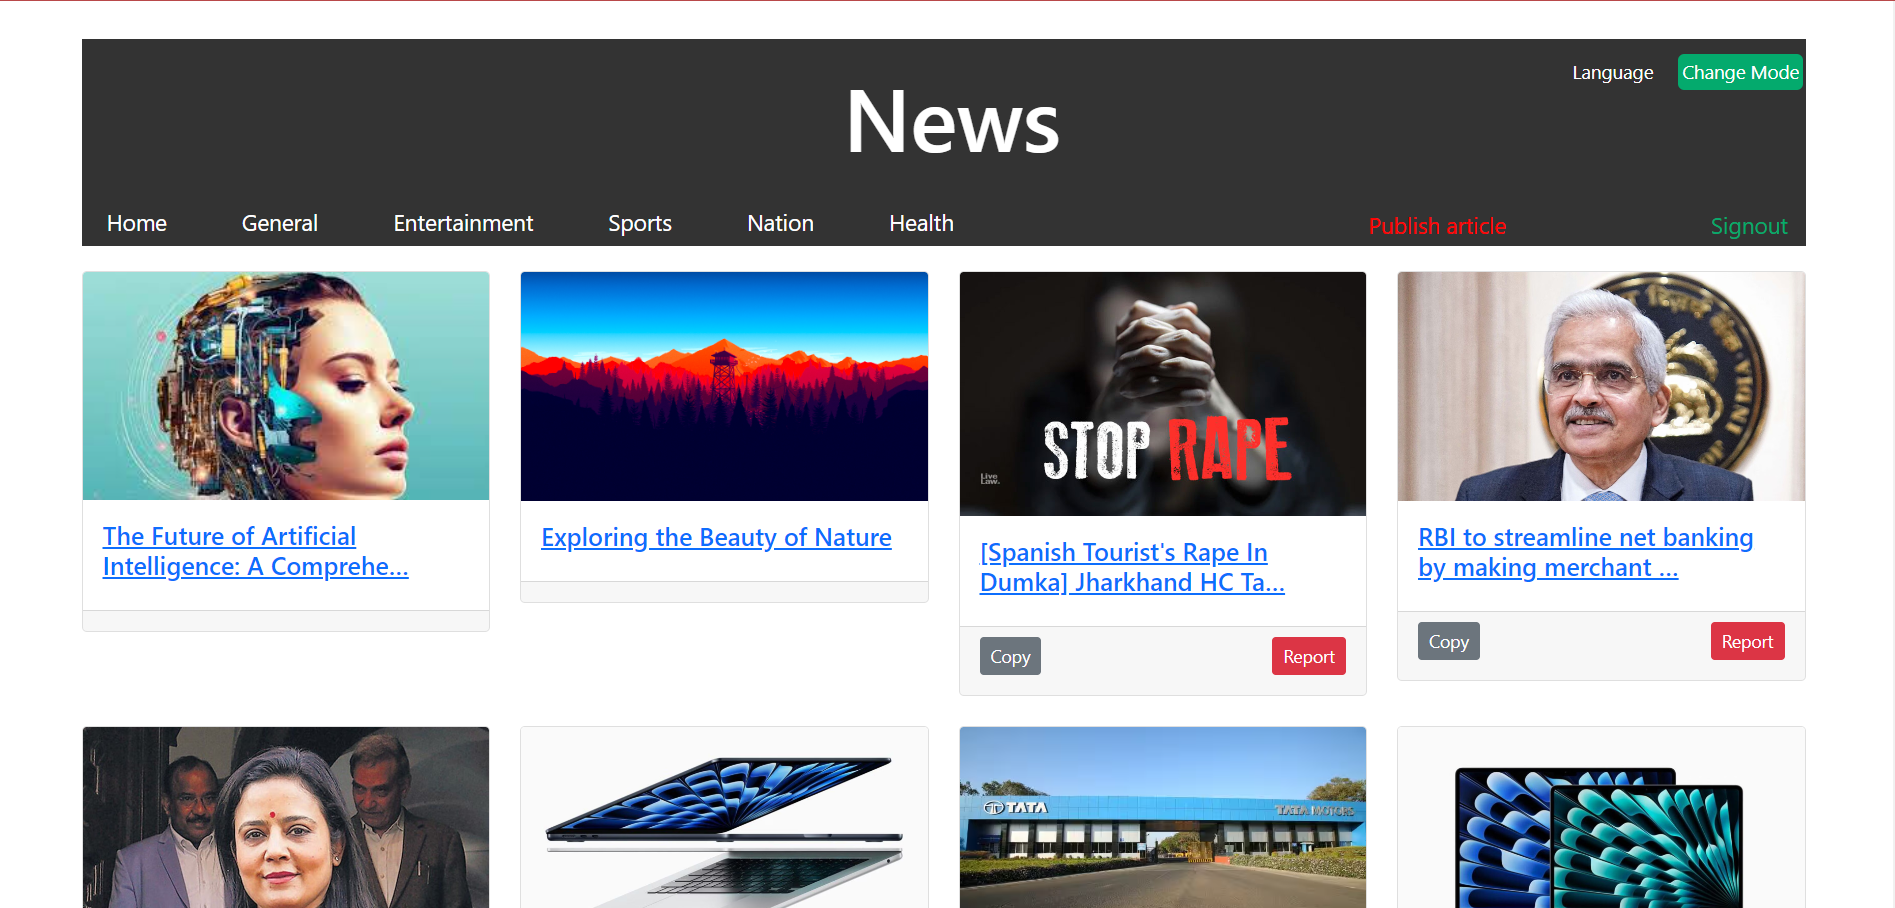 Language
Change Mode
News
Home
General
Entertainment
Sports
Nation
Health
Publish article
Signout
STOP RAPE
Live
Law.
The Future of Artificial
Intelligence: A Comprehe...
Exploring the Beauty of Nature
[Spanish Tourist's Rape In
Dumka] Jharkhand HC Ta...
RBI to streamline net banking
by making merchant ...
Copy
Report
Copy
Report
TATA
TATA MOTORS